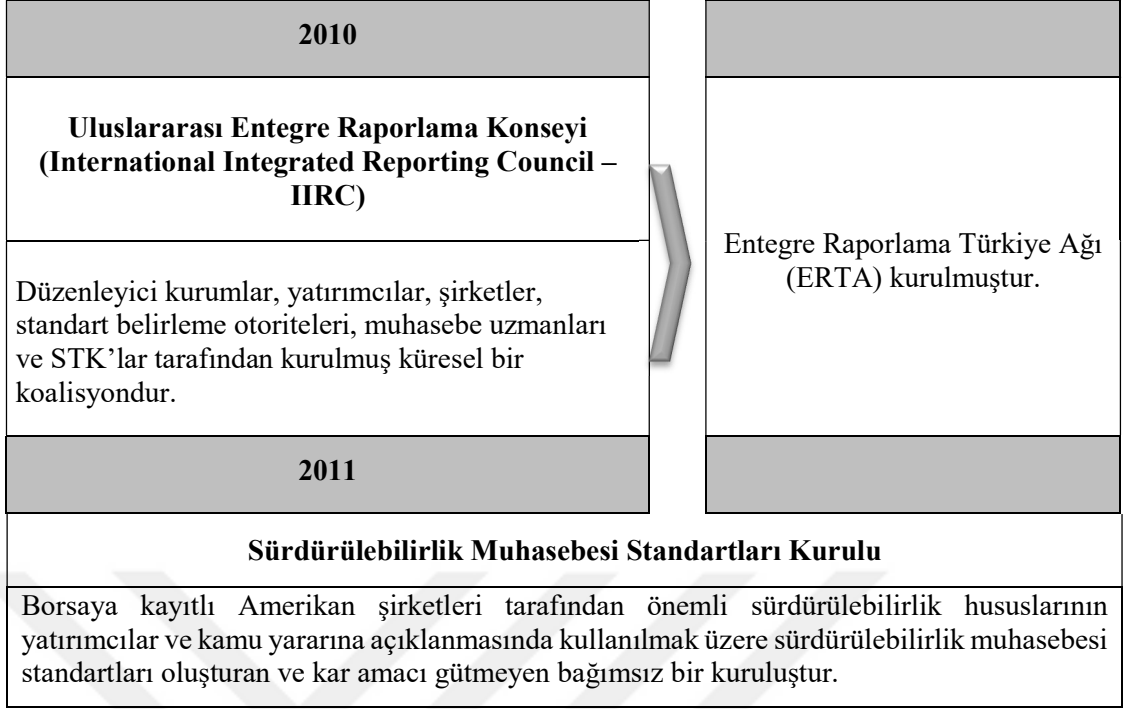 2010
Uluslararası Entegre Raporlama Konseyi
(International Integrated Reporting Council –
IIRC)
Düzenleyici kurumlar, yatırımcılar, şirketler,
standart belirleme otoriteleri, muhasebe uzmanları
ve STK’lar tarafından kurulmuş küresel bir
koalisyondur.
Entegre Raporlama Türkiye Ağı
(ERTA) kurulmuştur.
2011
Sürdürülebilirlik Muhasebesi Standartları Kurulu
Borsaya kayıtlı Amerikan şirketleri tarafından önemli sürdürülebilirlik hususlarının
yatırımcılar ve kamu yararına açıklanmasında kullanılmak üzere sürdürülebilirlik muhasebesi
standartları oluşturan ve kar amacı gütmeyen bağımsız bir kuruluştur.